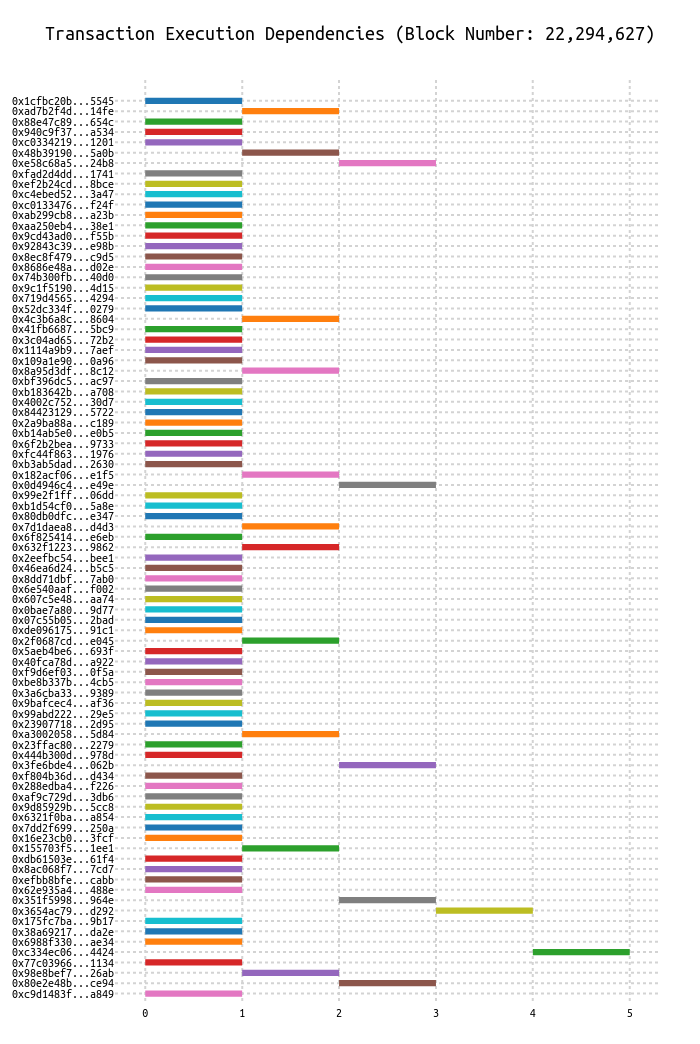 Transaction Execution Dependencies (Block Number: 22,294,627)
0x1cfbc20b...5545
0xad7b2f4d...14fe
0x88e47c89...654c
0x940c9f37...a534
0xc0334219...1201
0x48b39190...5a0b
0xe58c68a5...24b8
0xfad2d4dd...1741
0xef2b24cd...8bce
0xc4ebed52...3a47
0xc0133476...f24f
0xab299cb8...a23b
0xaa250eb4...38e1
0x9cd43ad0...f55b
0x92843c39...e98b
0x8ec8f479...c9d5
0x8686e48a...d02e
0x74b300fb...40d0
0x9c1f5190...4d15
0x719d4565...4294
0x52dc334f...0279
0x4c3b6a8c...8604
0x41fb6687...5bc9
0x3c04ad65...72b2
0x1114a9b9...7aef
0x109a1e90...0a96
0x8a95d3df...8c12
0xbf396dc5...ac97
0xb183642b...a708
0x4002c752...30d7
0x84423129...5722
0x2a9ba88a...c189
0xb14ab5e0...e0b5
0x6f2b2bea...9733
0xfc44f863...1976
0xb3ab5dad...2630
0x182acf06...e1f5
0x0d4946c4...e49e
0x99e2f1ff...06dd
0xb1d54cf0...5a8e
0x80db0dfc...e347
0x7d1daea8...d4d3
0x6f825414...e6eb
0x632f1223...9862
0x2eefbc54...bee1
0x46ea6d24...b5c5
0x8dd71dbf...7ab0
0x6e540aaf...f002
0x607c5e48...aa74
0x0bae7a80...9d77
0x07c55b05...2bad
0xde096175...91c1
0x2f0687cd...e045
0x5aeb4be6...693f
0x40fca78d...a922
0xf9d6ef03...0f5a
0xbe8b337b...4cb5
0x3a6cba33...9389
0x9bafcec4...af36
0x99abd222...29e5
0x23907718...2d95
0xa3002058...5d84
0x23ffac80...2279
0x444b300d...978d
0x3fe6bde4...062b
0xf804b36d...d434
0x288edba4...f226
0xaf9c729d...3db6
0x9d85929b...5cc8
0x6321f0ba...a854
0x7dd2f699...250a
0x16e23cb0...3fcf
0x155703f5...1ee1
0xdb61503e...61f4
0x8ac068f7...7cd7
0xefbb8bfe...cabb
0x62e935a4...488e
0x351f5998...964e
0x3654ac79...d292
0x175fc7ba...9b17
0x38a69217...da2e
0x6988f330...ae34
0xc334ec06...4424
0x77c03966...1134
0x98e8bef7...26ab
0x80e2e48b...ce94
0xc9d1483f...a849
0 1 2 3 4 5